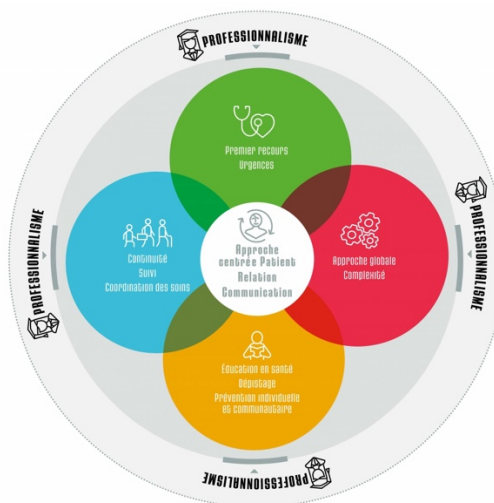 PROFESSIONNALISME
Premier recours
Urgences
PROFESSIONNALISME
Continuité
Suivi
Coordination des soins
Approche
centrée Patient
Relation
Communication
Approche globale
Complexité
PROFESSIONNALISME
Éducation en santé
Dépistage
Prévention individuelle
et communautaire
PROFESSIONNALISME